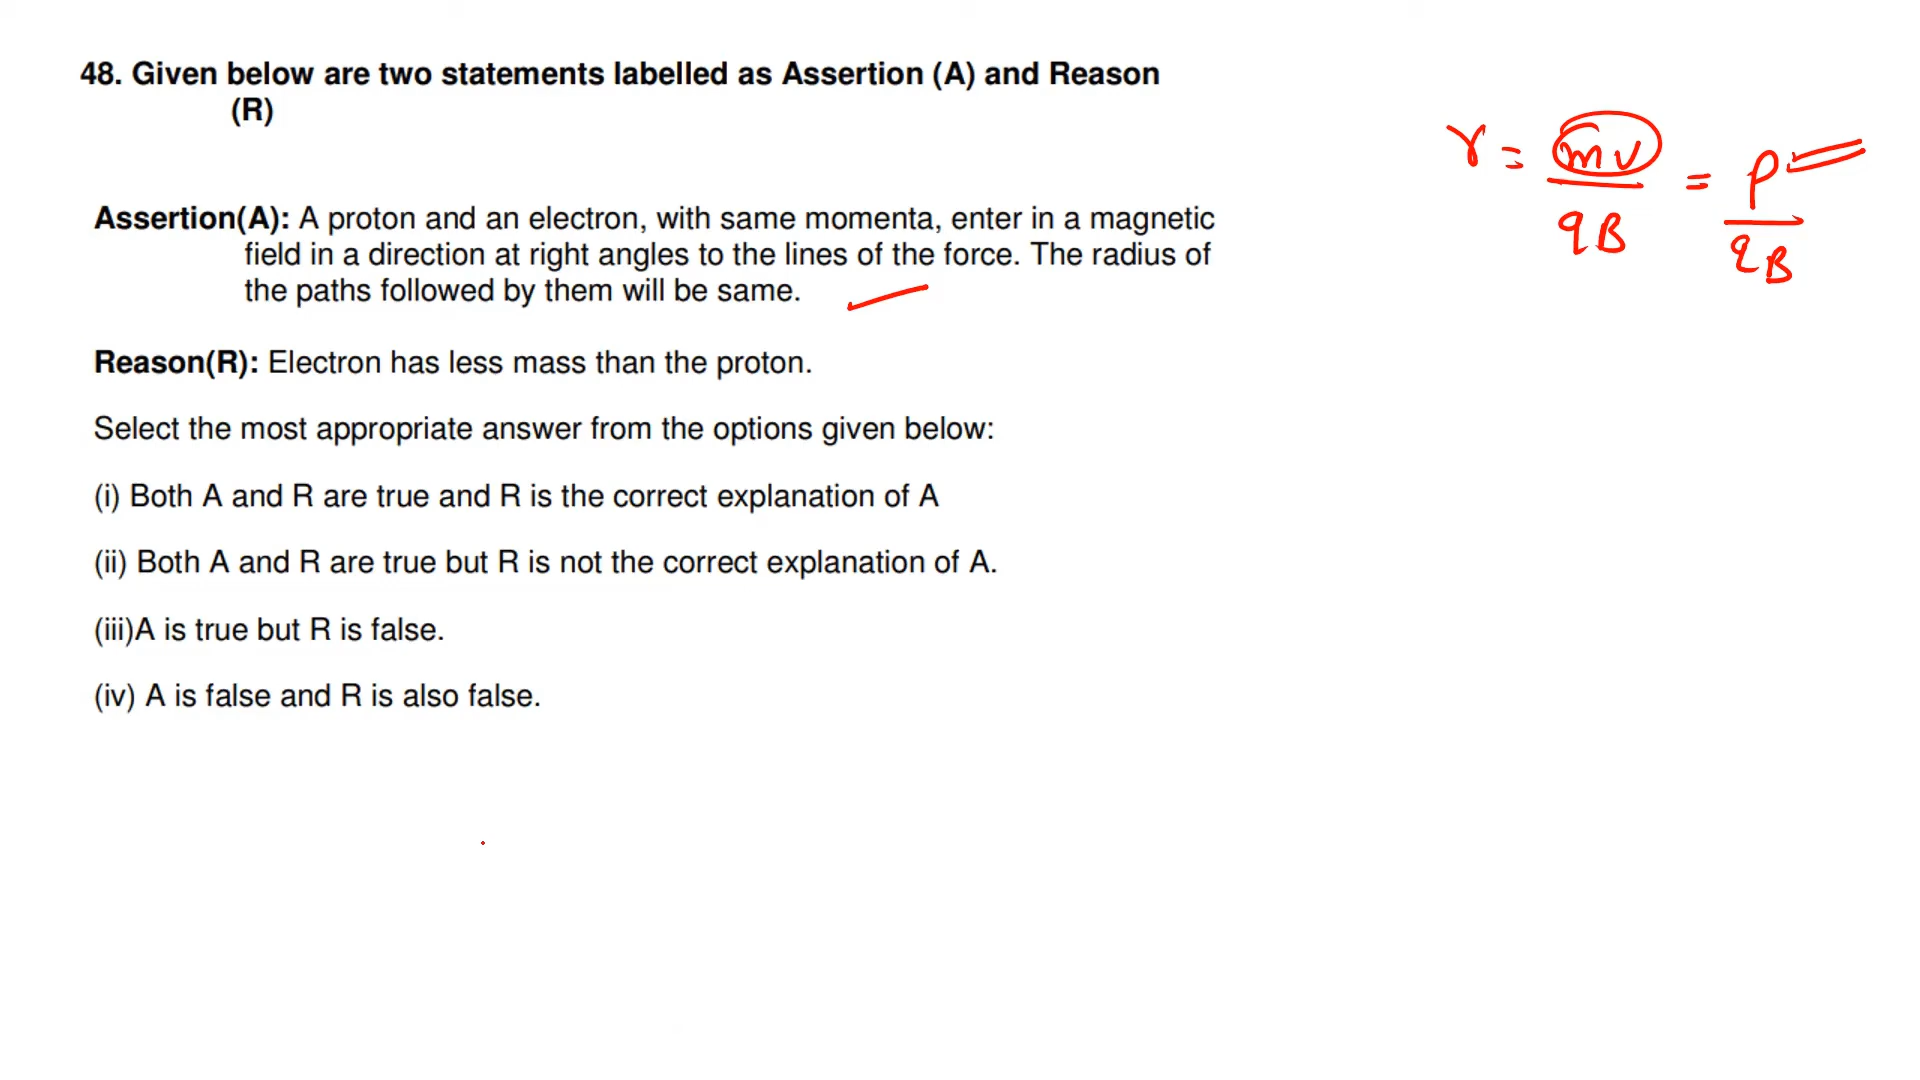 48. Given below are two statements labelled as Assertion (A) and Reason
(R)
r = mv / qB = p / qB
Assertion(A): A proton and an electron, with same momenta, enter in a magnetic
field in a direction at right angles to the lines of the force. The radius of
the paths followed by them will be same.
Reason(R): Electron has less mass than the proton.
Select the most appropriate answer from the options given below:
(i) Both A and R are true and R is the correct explanation of A
(ii) Both A and R are true but R is not the correct explanation of A.
(iii)A is true but R is false.
(iv) A is false and R is also false.